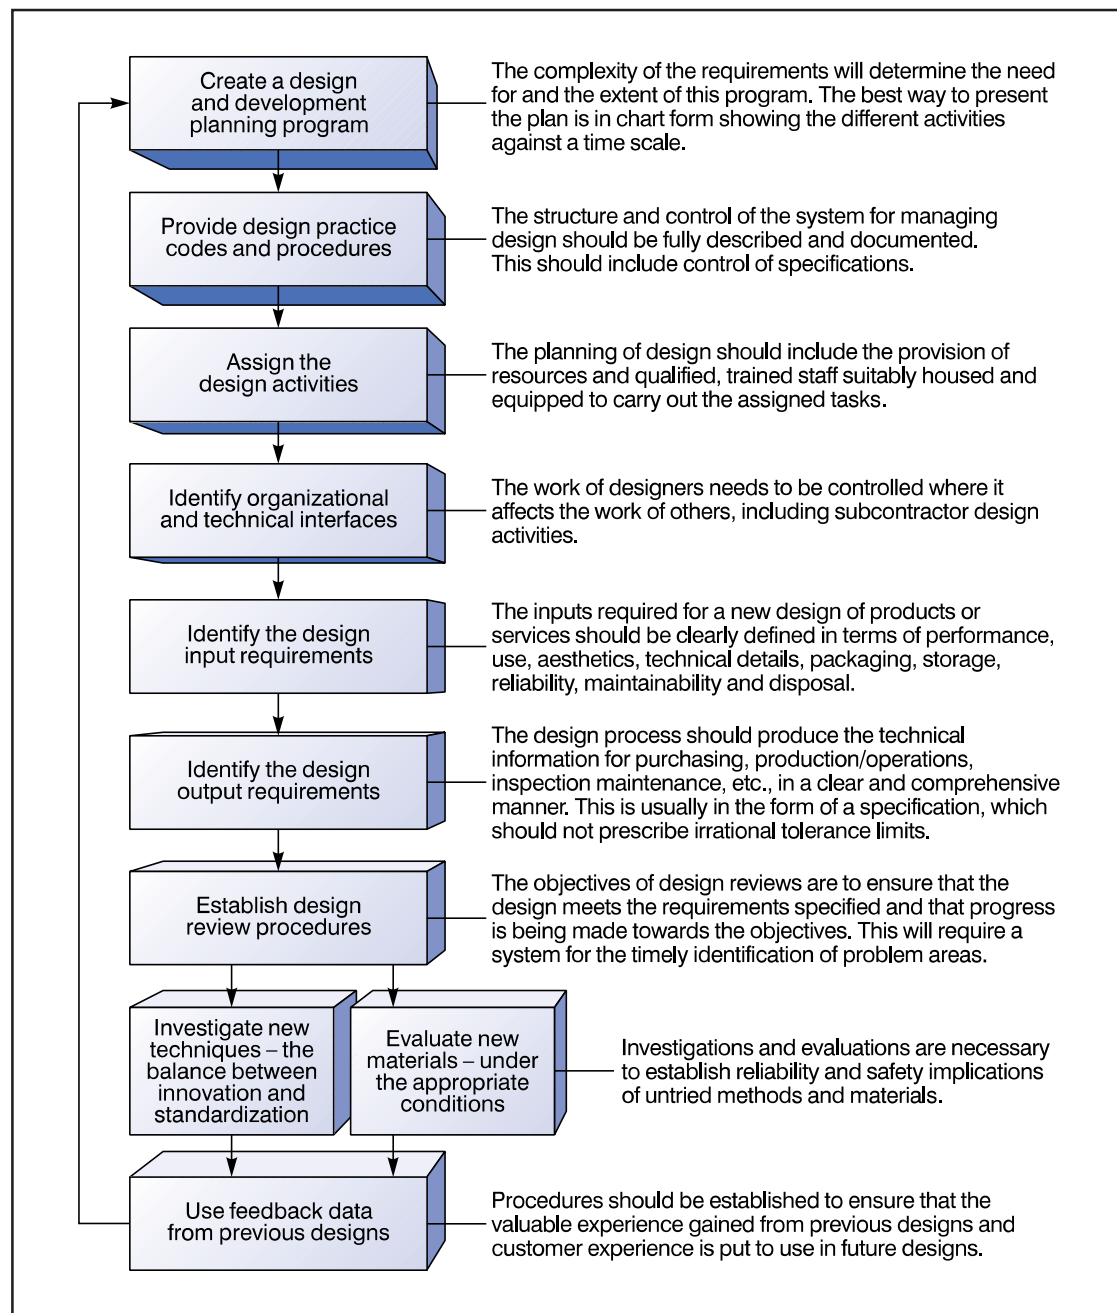 Create a design
and development
planning program
The complexity of the requirements will determine the need
for and the extent of this program. The best way to present
the plan is in chart form showing the different activities
against a time scale.
Provide design practice
codes and procedures
The structure and control of the system for managing
design should be fully described and documented.
This should include control of specifications.
Assign the
design activities
The planning of design should include the provision of
resources and qualified, trained staff suitably housed and
equipped to carry out the assigned tasks.
Identify organizational
and technical interfaces
The work of designers needs to be controlled where it
affects the work of others, including subcontractor design
activities.
Identify the design
input requirements
The inputs required for a new design of products or
services should be clearly defined in terms of performance,
use, aesthetics, technical details, packaging, storage,
reliability, maintainability and disposal.
Identify the design
output requirements
The design process should produce the technical
information for purchasing, production/operations,
inspection maintenance, etc., in a clear and comprehensive
manner. This is usually in the form of a specification, which
should not prescribe irrational tolerance limits.
Establish design
review procedures
The objectives of design reviews are to ensure that the
design meets the requirements specified and that progress
is being made towards the objectives. This will require a
system for the timely identification of problem areas.
Investigate new
techniques – the
balance between
innovation and
standardization
Evaluate new
materials – under
the appropriate
conditions
Investigations and evaluations are necessary
to establish reliability and safety implications
of untried methods and materials.
Use feedback data
from previous designs
Procedures should be established to ensure that the
valuable experience gained from previous designs and
customer experience is put to use in future designs.